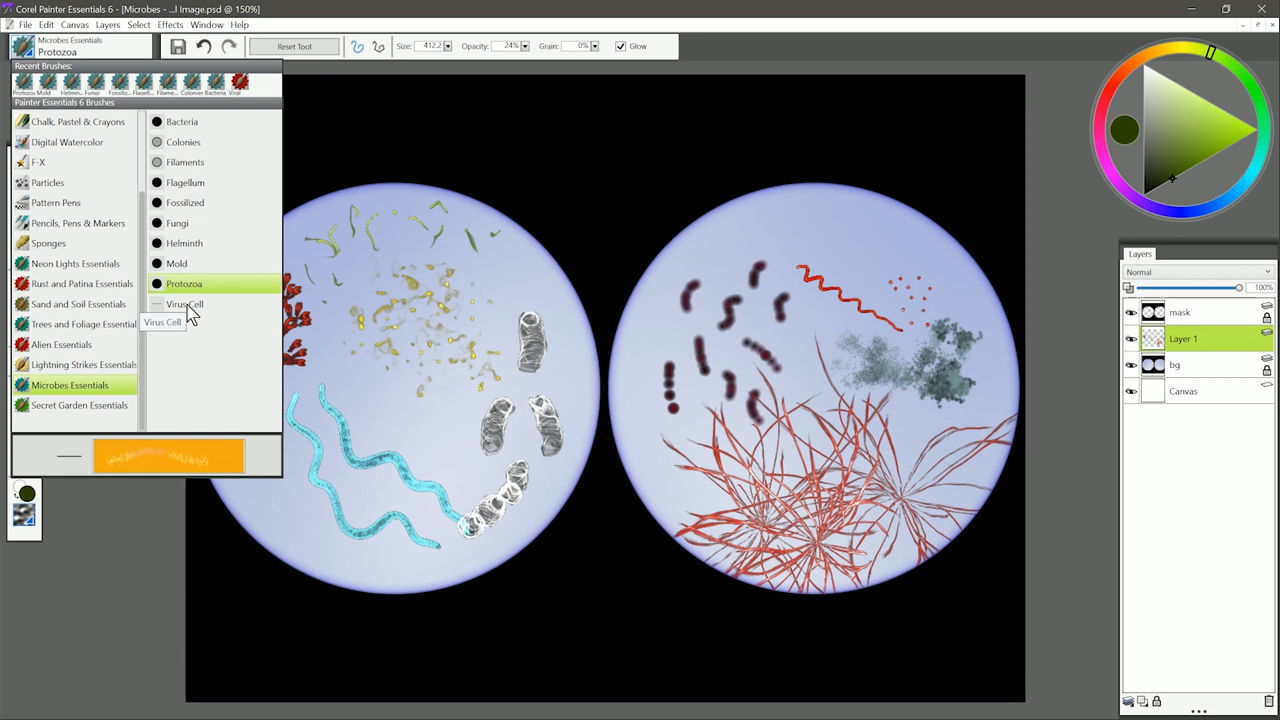 Corel Painter Essentials 6 - [Microbes - ...l Image.psd @ 150%]
File Edit Canvas Layers Select Effects Window Help
Microbes Essentials
Protozoa
Reset Tool Size: 412.2 Opacity: 24% Grain: 0% Glow
Recent Brushes:
Protozoa Mold Helmin... Fungi Fossiliz... Flagell... Filame... Colonies Bacteria Viral
Painter Essentials 6 Brushes
Chalk, Pastel & Crayons
Digital Watercolor
F-X
Particles
Pattern Pens
Pencils, Pens & Markers
Sponges
Neon Lights Essentials
Rust and Patina Essentials
Sand and Soil Essentials
Trees and Foliage Essential
Alien Essentials
Lightning Strikes Essentials
Microbes Essentials
Secret Garden Essentials
Bacteria
Colonies
Filaments
Flagellum
Fossilized
Fungi
Helminth
Mold
Protozoa
Virus Cell
Virus Cell
Layers
Normal
100%
mask
Layer 1
bg
Canvas